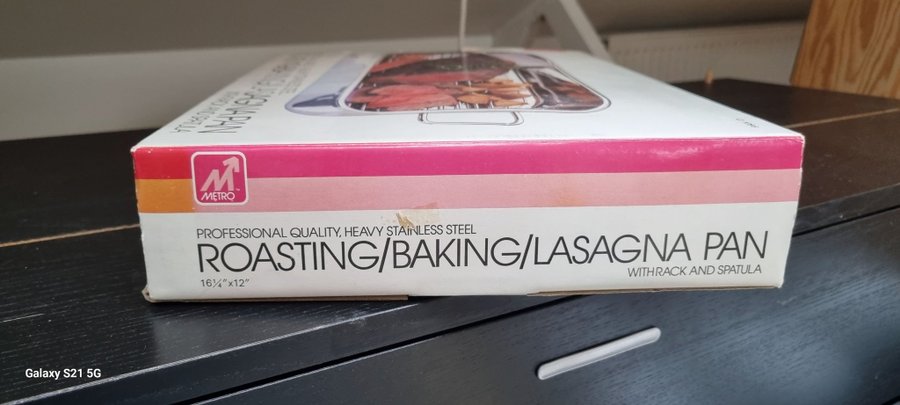 METRO
PROFESSIONAL QUALITY, HEAVY STAINLESS STEEL
ROASTING/BAKING/LASAGNA PAN
WITH RACK AND SPATULA
16¼"x12"
Galaxy S21 5G